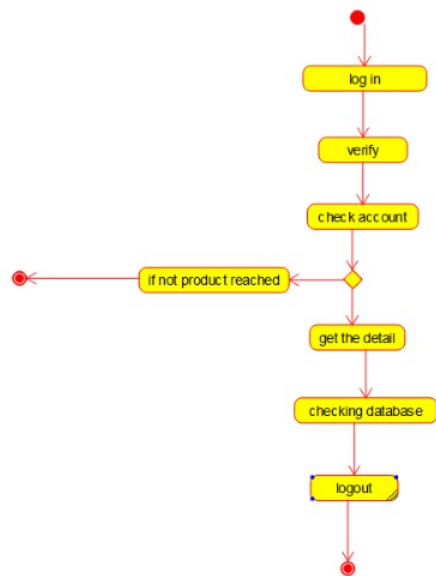 log in
verify
check account
if not product reached
get the detail
checking database
logout